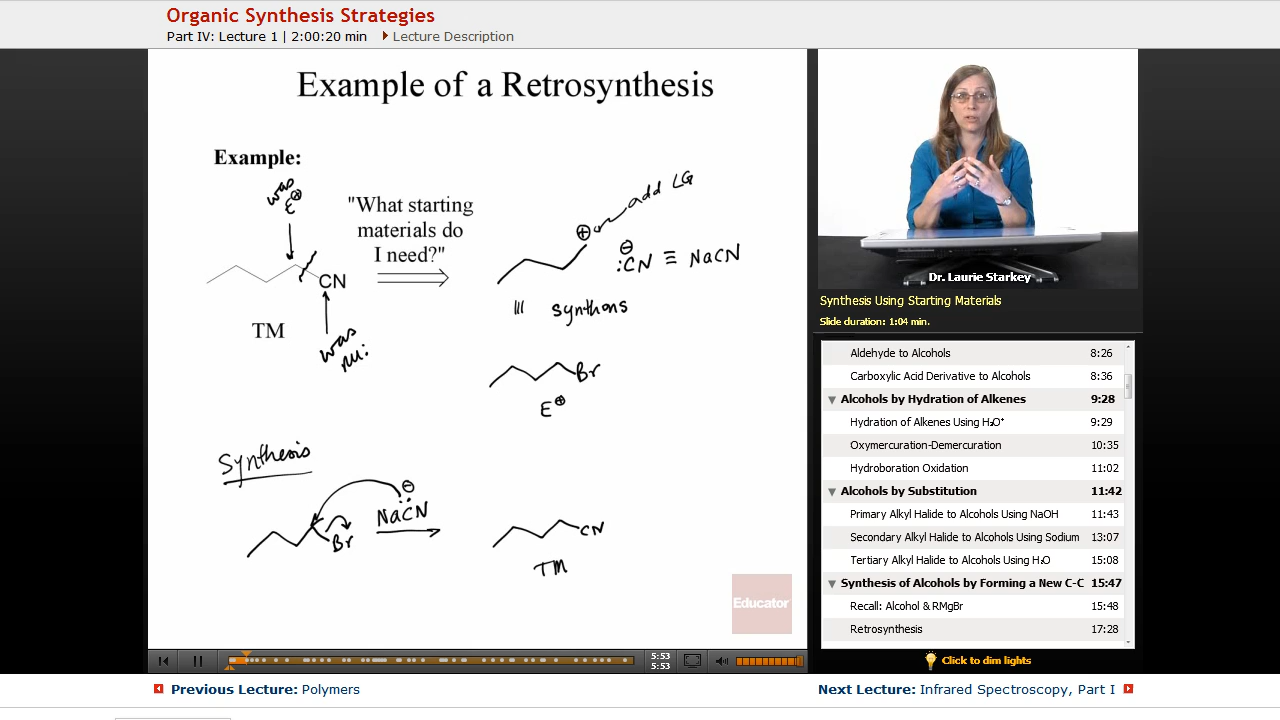 Organic Synthesis Strategies
Part IV: Lecture 1 | 2:00:20 min Lecture Description
Example of a Retrosynthesis
Example:
was
E⊕
CN
TM
was
nu:
"What starting
materials do
I need?"
add LG
⊕
⊖
:CN ≡ NaCN
III synthons
Br
E⊕
Synthesis
⊖
NaCN
Br
CN
TM
Educator
5:53
5:53
Dr. Laurie Starkey
Synthesis Using Starting Materials
Slide duration: 1:04 min.
Aldehyde to Alcohols 8:26
Carboxylic Acid Derivative to Alcohols 8:36
Alcohols by Hydration of Alkenes 9:28
Hydration of Alkenes Using H₃O⁺ 9:29
Oxymercuration-Demercuration 10:35
Hydroboration Oxidation 11:02
Alcohols by Substitution 11:42
Primary Alkyl Halide to Alcohols Using NaOH 11:43
Secondary Alkyl Halide to Alcohols Using Sodium 13:07
Tertiary Alkyl Halide to Alcohols Using H₂O 15:08
Synthesis of Alcohols by Forming a New C-C 15:47
Recall: Alcohol & RMgBr 15:48
Retrosynthesis 17:28
Click to dim lights
Previous Lecture: Polymers
Next Lecture: Infrared Spectroscopy, Part I